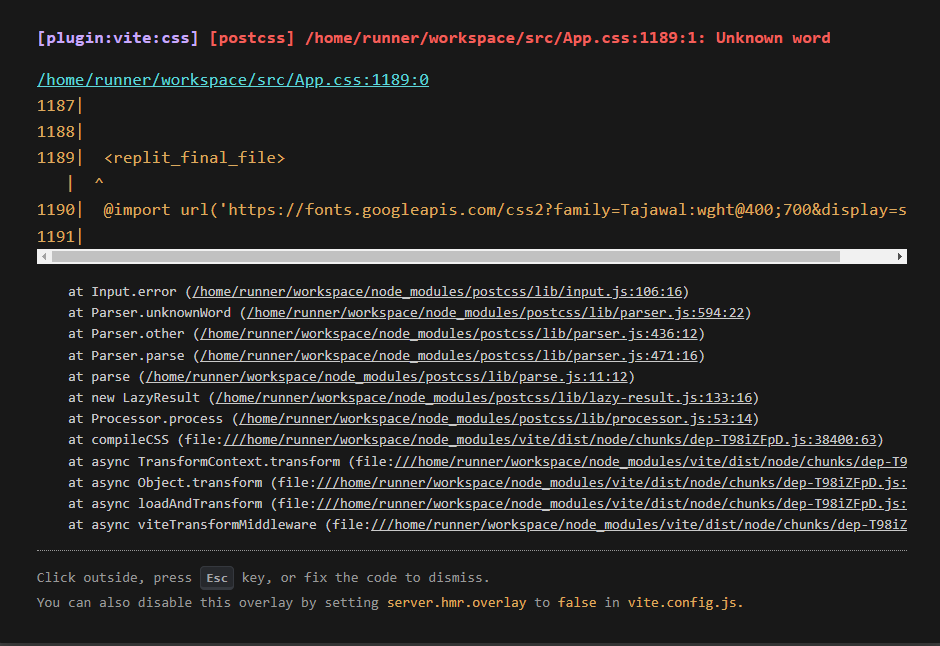 [plugin:vite:css] [postcss] /home/runner/workspace/src/App.css:1189:1: Unknown word
/home/runner/workspace/src/App.css:1189:0
1187|
1188|
1189|  <replit_final_file>
|  ^
1190|  @import url('https://fonts.googleapis.com/css2?family=Tajawal:wght@400;700&display=s
1191|
at Input.error (/home/runner/workspace/node_modules/postcss/lib/input.js:106:16)
at Parser.unknownWord (/home/runner/workspace/node_modules/postcss/lib/parser.js:594:22)
at Parser.other (/home/runner/workspace/node_modules/postcss/lib/parser.js:436:12)
at Parser.parse (/home/runner/workspace/node_modules/postcss/lib/parser.js:471:16)
at parse (/home/runner/workspace/node_modules/postcss/lib/parse.js:11:12)
at new LazyResult (/home/runner/workspace/node_modules/postcss/lib/lazy-result.js:133:16)
at Processor.process (/home/runner/workspace/node_modules/postcss/lib/processor.js:53:14)
at compileCSS (file:///home/runner/workspace/node_modules/vite/dist/node/chunks/dep-T98iZFpD.js:38400:63)
at async TransformContext.transform (file:///home/runner/workspace/node_modules/vite/dist/node/chunks/dep-T9
at async Object.transform (file:///home/runner/workspace/node_modules/vite/dist/node/chunks/dep-T98iZFpD.js:
at async loadAndTransform (file:///home/runner/workspace/node_modules/vite/dist/node/chunks/dep-T98iZFpD.js:
at async viteTransformMiddleware (file:///home/runner/workspace/node_modules/vite/dist/node/chunks/dep-T98iZ
Click outside, press Esc key, or fix the code to dismiss.
You can also disable this overlay by setting server.hmr.overlay to false in vite.config.js.